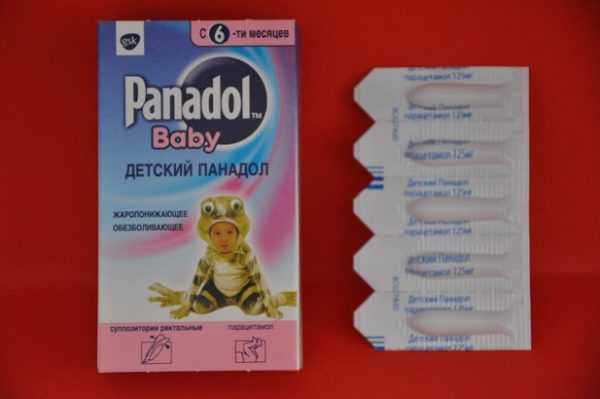 gsk
С 6 -ти месяцев
Panadol™
Baby
ДЕТСКИЙ ПАНАДОЛ
ЖАРОПОНИЖАЮЩЕЕ
ОБЕЗБОЛИВАЮЩЕЕ
суппозитории ректальные
парацетамол
Детский Панадол
парацетамол 125мг
Детский Панадол
парацетамол 125мг
Детский Панадол
парацетамол 125мг
Детский Панадол
парацетамол 125мг
Детский Панадол
парацетамол 125мг